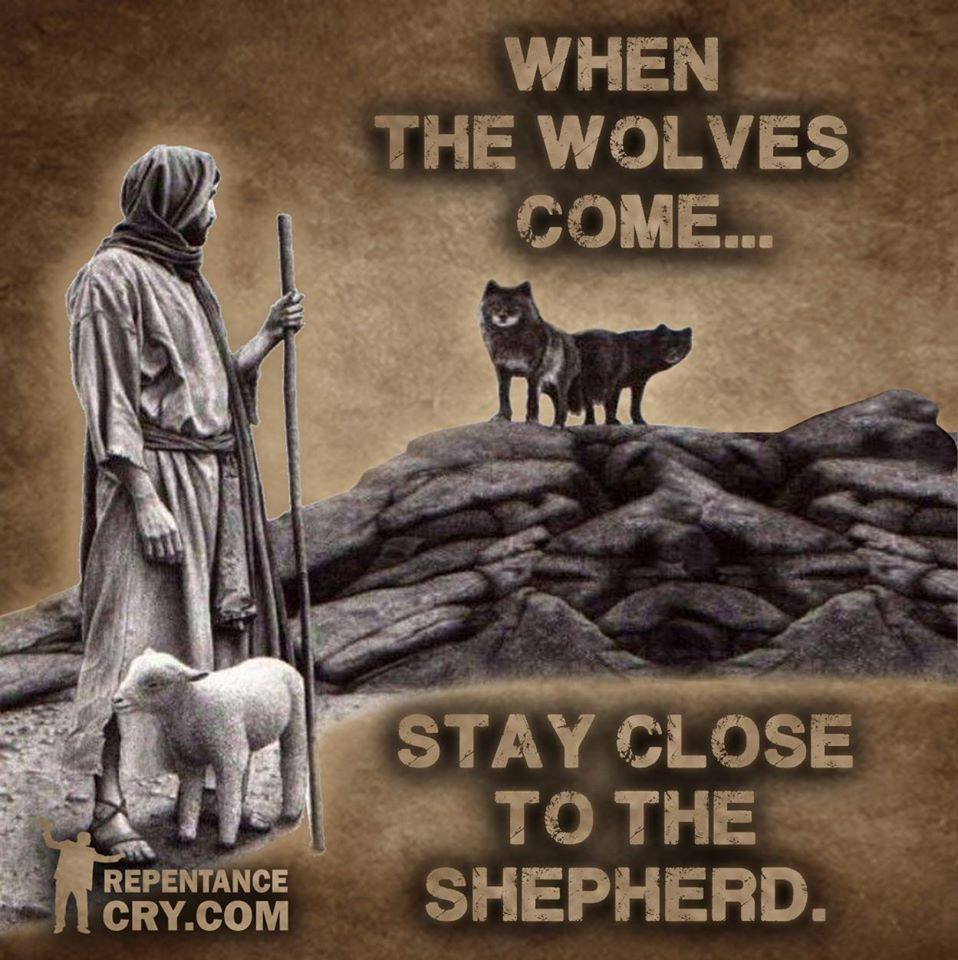 WHEN
THE WOLVES
COME...
STAY CLOSE
TO THE
SHEPHERD.
REPENTANCE
CRY.COM